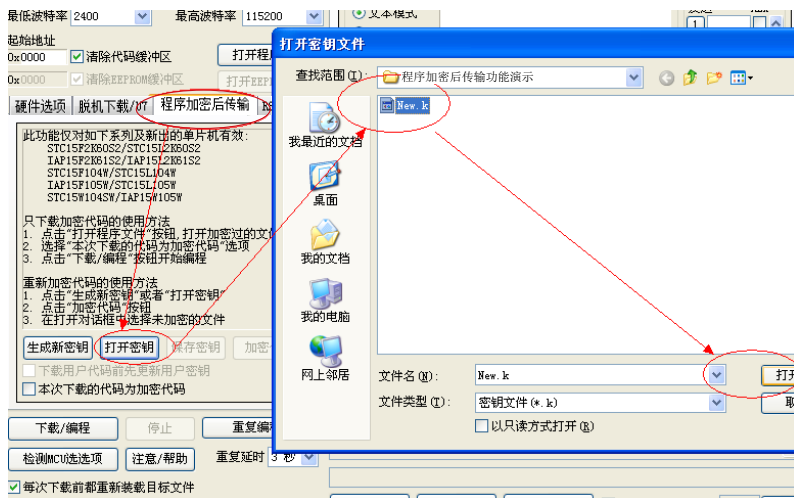 最低波特率 2400 最高波特率 115200 文本模式
起始地址
0x0000 清除代码缓冲区 打开程序
0x0000 清除EEPROM缓冲区 打开EEPROM
硬件选项 脱机下载/U7 程序加密后传输
此功能仅对如下系列及新出的单片机有效:
STC15F2K60S2/STC15L2K60S2
IAP15F2K61S2/IAP15L2K61S2
STC15F104W/STC15L104W
IAP15F105W/STC15L105W
STC15W104SW/IAP15W105W
只下载加密代码的使用方法
1. 点击"打开程序文件"按钮,打开加密过的文
2. 选择"本次下载的代码为加密代码"选项
3. 点击"下载/编程"按钮开始编程
重新加密代码的使用方法
1. 点击"生成新密钥"或者"打开密钥"
2. 点击"加密代码"按钮
3. 在打开对话框中选择未加密的文件
生成新密钥 打开密钥 保存密钥 加密
下载用户代码前先更新用户密钥
本次下载的代码为加密代码
下载/编程 停止 重复编
检测MCU选选项 注意/帮助 重复延时 3 秒
每次下载前都重新装载目标文件
打开密钥文件
查找范围(I): 程序加密后传输功能演示
New.k
我最近的文档
桌面
我的文档
我的电脑
网上邻居
文件名(N): New.k 打开
文件类型(T): 密钥文件(*.k) 取
以只读方式打开(R)